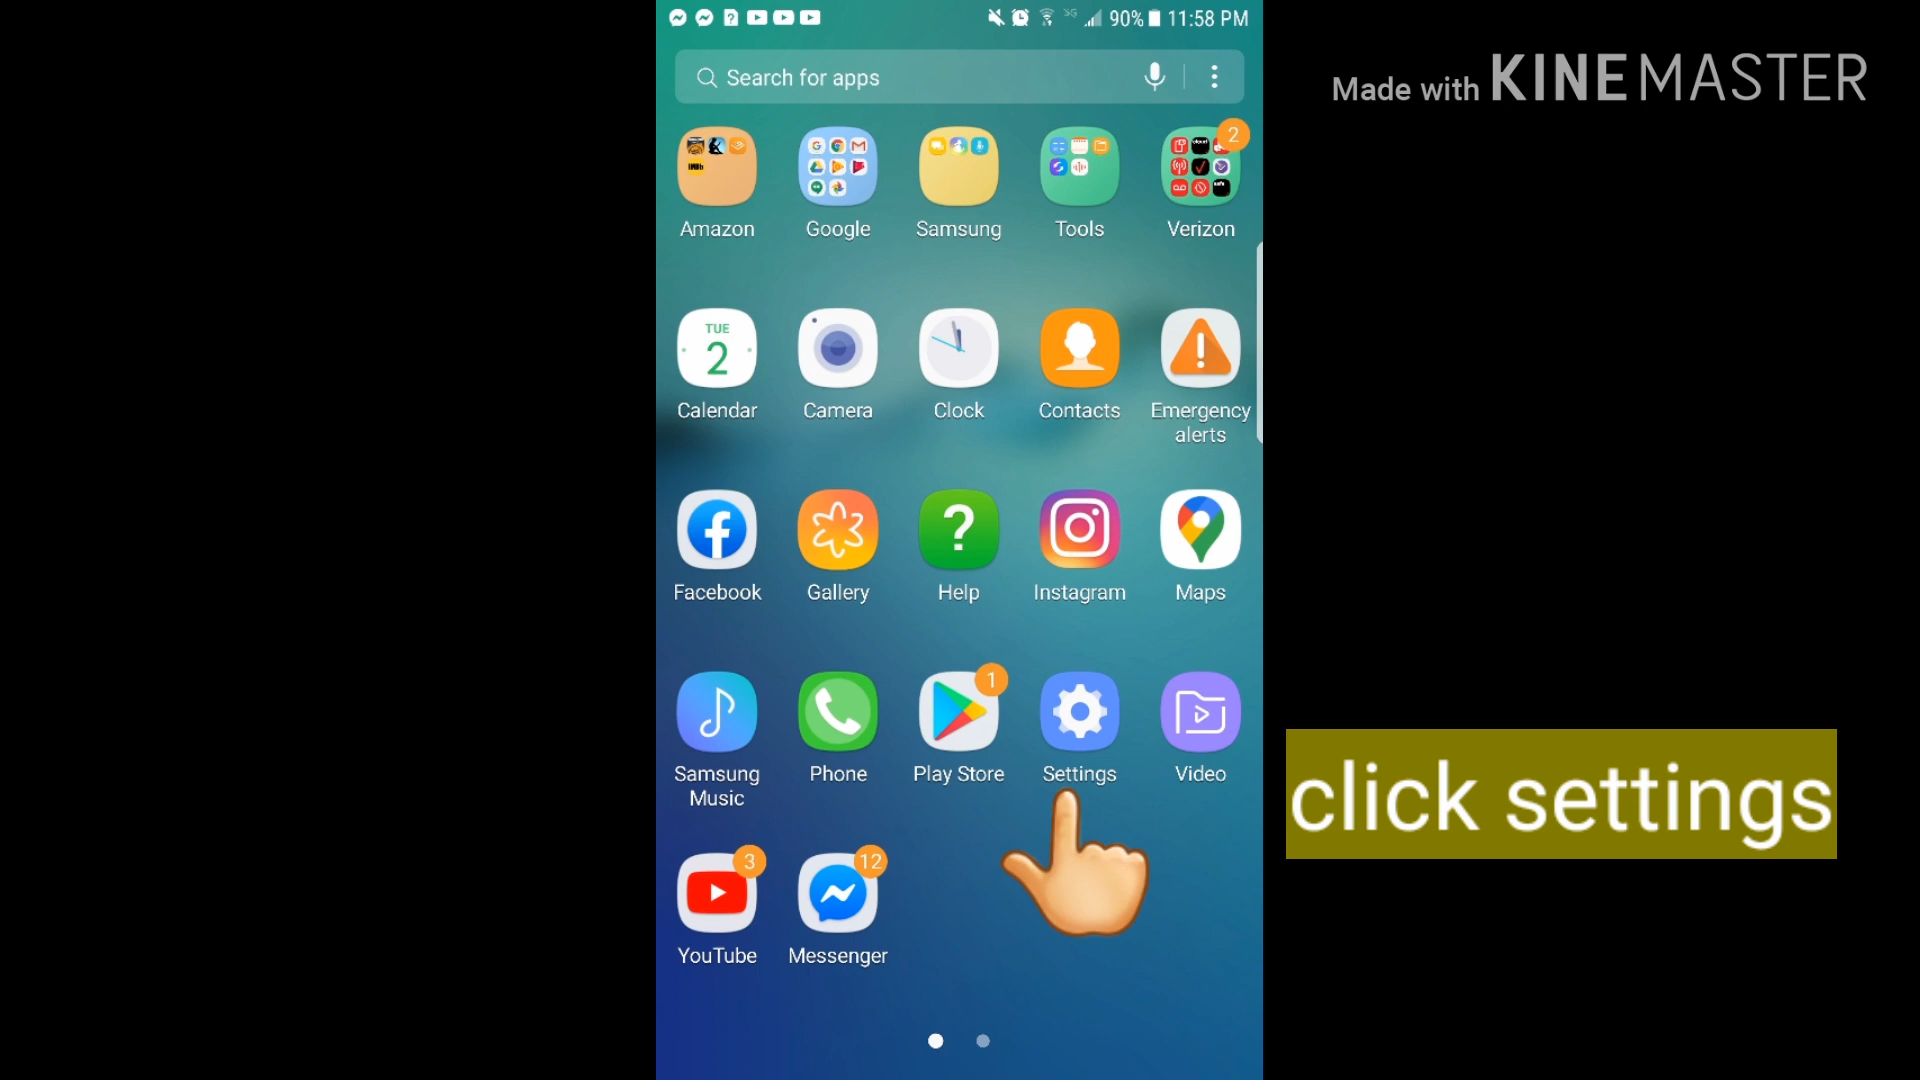 3G 90% 11:58 PM
Made with KINEMASTER
Search for apps
2
Amazon Google Samsung Tools Verizon
TUE
2
Calendar Camera Clock Contacts Emergency alerts
Facebook Gallery Help Instagram Maps
1
Samsung Music Phone Play Store Settings Video
click settings
3 12
YouTube Messenger